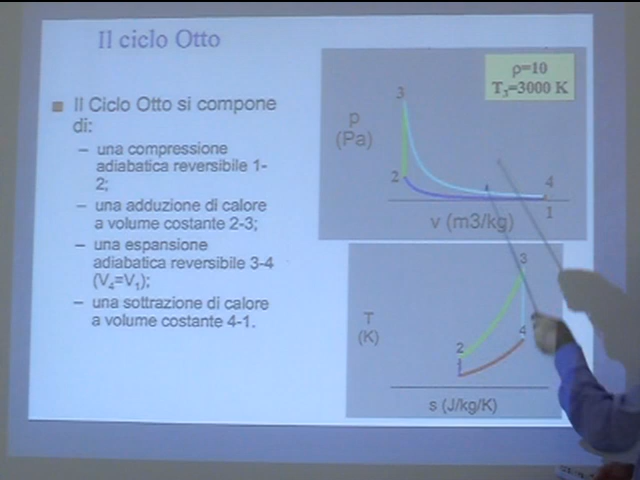 Il ciclo Otto
Il Ciclo Otto si compone
di:
– una compressione
adiabatica reversibile 1-
2;
– una adduzione di calore
a volume costante 2-3;
– una espansione
adiabatica reversibile 3-4
(V4=V1);
– una sottrazione di calore
a volume costante 4-1.
ρ=10
T3=3000 K
3
p
(Pa)
2
4
1
v (m3/kg)
3
T
(K)
4
2
s (J/kg/K)